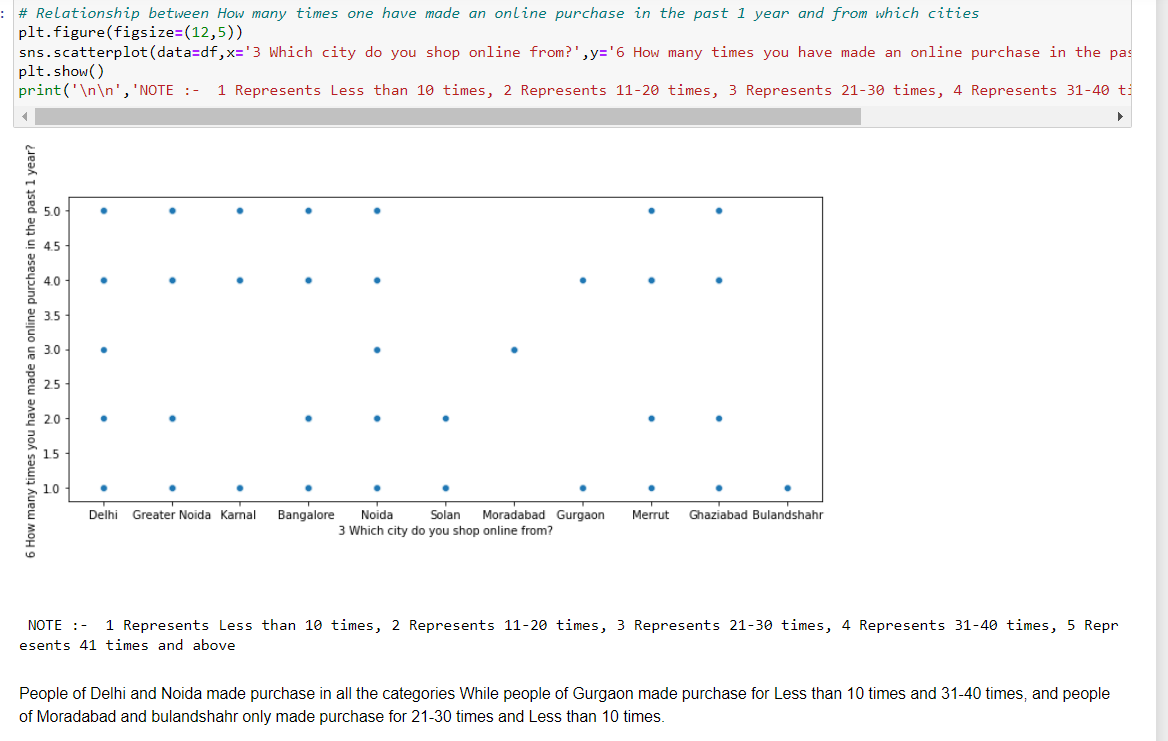 : # Relationship between How many times one have made an online purchase in the past 1 year and from which cities
plt.figure(figsize=(12,5))
sns.scatterplot(data=df,x='3 Which city do you shop online from?',y='6 How many times you have made an online purchase in the pas
plt.show()
print('\n\n','NOTE :-  1 Represents Less than 10 times, 2 Represents 11-20 times, 3 Represents 21-30 times, 4 Represents 31-40 ti
6 How many times you have made an online purchase in the past 1 year?
5.0
4.5
4.0
3.5
3.0
2.5
2.0
1.5
1.0
Delhi Greater Noida Karnal Bangalore Noida Solan Moradabad Gurgaon Merrut Ghaziabad Bulandshahr
3 Which city do you shop online from?
NOTE :-  1 Represents Less than 10 times, 2 Represents 11-20 times, 3 Represents 21-30 times, 4 Represents 31-40 times, 5 Repr
esents 41 times and above
People of Delhi and Noida made purchase in all the categories While people of Gurgaon made purchase for Less than 10 times and 31-40 times, and people
of Moradabad and bulandshahr only made purchase for 21-30 times and Less than 10 times.